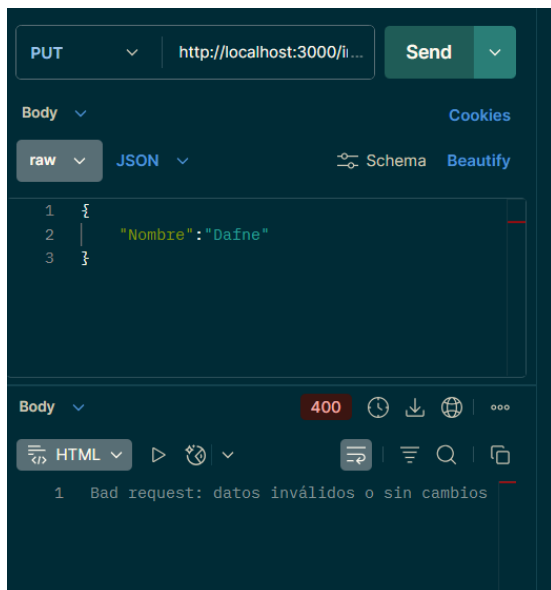 PUT http://localhost:3000/i... Send
Body Cookies
raw JSON Schema Beautify
1 {
2 "Nombre":"Dafne"
3 }
Body 400
HTML
1 Bad request: datos inválidos o sin cambios